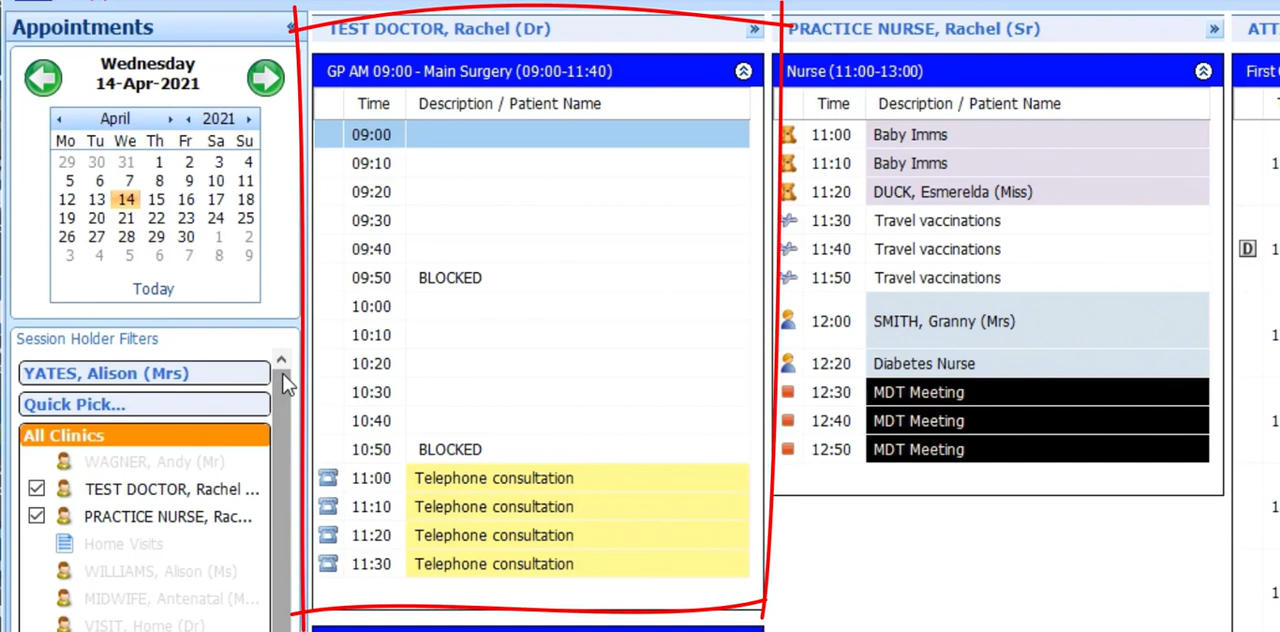 Appointments
Wednesday
14-Apr-2021
April 2021
Mo Tu We Th Fr Sa Su
29 30 31 1 2 3 4
5 6 7 8 9 10 11
12 13 14 15 16 17 18
19 20 21 22 23 24 25
26 27 28 29 30 1 2
3 4 5 6 7 8 9
Today
Session Holder Filters
YATES, Alison (Mrs)
Quick Pick...
All Clinics
WAGNER, Andy (Mr)
TEST DOCTOR, Rachel ...
PRACTICE NURSE, Rac...
Home Visits
WILLIAMS, Alison (Ms)
MIDWIFE, Antenatal (M...
VISIT, Home (Dr)
TEST DOCTOR, Rachel (Dr)
GP AM 09:00 - Main Surgery (09:00-11:40)
Time Description / Patient Name
09:00
09:10
09:20
09:30
09:40
09:50 BLOCKED
10:00
10:10
10:20
10:30
10:40
10:50 BLOCKED
11:00 Telephone consultation
11:10 Telephone consultation
11:20 Telephone consultation
11:30 Telephone consultation
PRACTICE NURSE, Rachel (Sr)
Nurse (11:00-13:00)
Time Description / Patient Name
11:00 Baby Imms
11:10 Baby Imms
11:20 DUCK, Esmerelda (Miss)
11:30 Travel vaccinations
11:40 Travel vaccinations
11:50 Travel vaccinations
12:00 SMITH, Granny (Mrs)
12:20 Diabetes Nurse
12:30 MDT Meeting
12:40 MDT Meeting
12:50 MDT Meeting
First
D